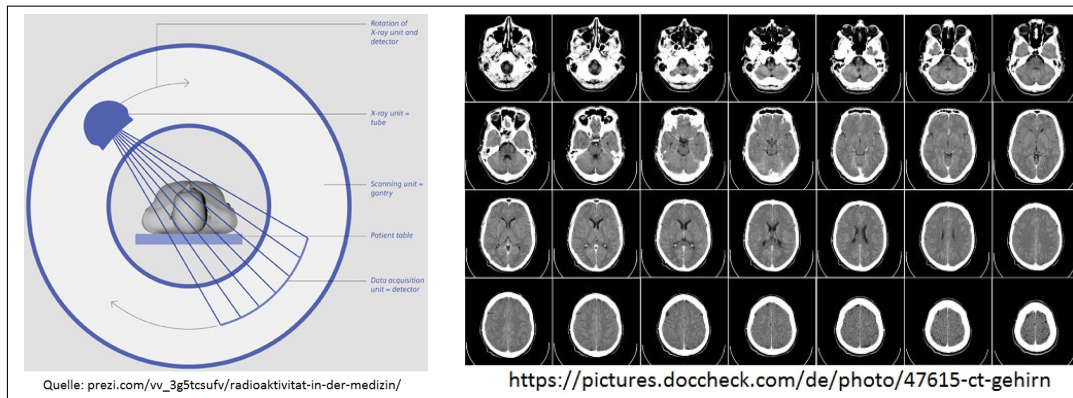 Rotation of
X-ray unit and
detector
X-ray unit =
tube
Scanning unit =
gantry
Patient table
Data acquisition
unit = detector
Quelle: prezi.com/vv_3g5tcsufv/radioaktivitat-in-der-medizin/
https://pictures.doccheck.com/de/photo/47615-ct-gehirn